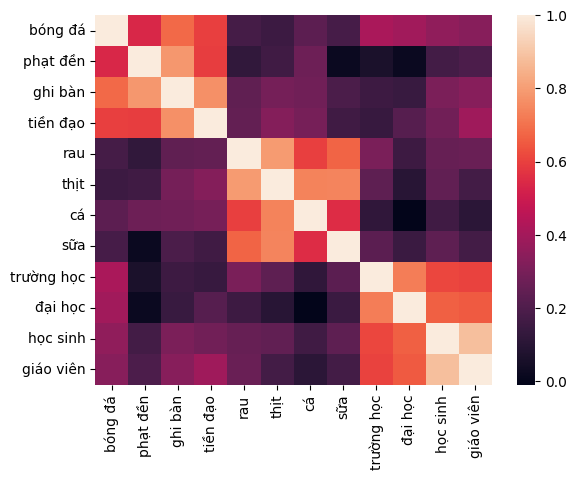 bóng đá
phạt đền
ghi bàn
tiền đạo
rau
thịt
cá
sữa
trường học
đại học
học sinh
giáo viên
bóng đá
phạt đền
ghi bàn
tiền đạo
rau
thịt
cá
sữa
trường học
đại học
học sinh
giáo viên
1.0
0.8
0.6
0.4
0.2
0.0